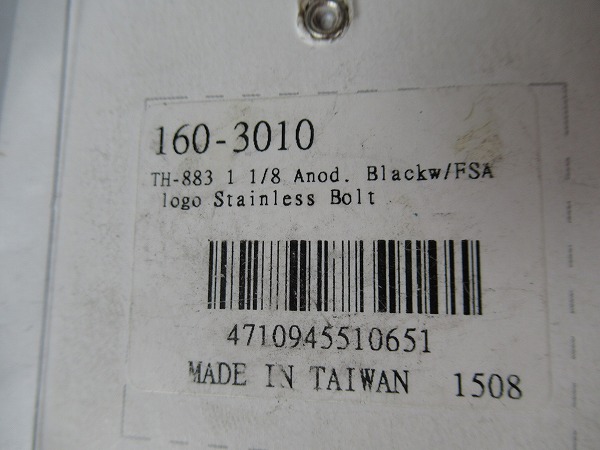 160-3010
TH-883 1 1/8 Anod. Blackw/FSA
logo Stainless Bolt
4710945510651
MADE IN TAIWAN 1508